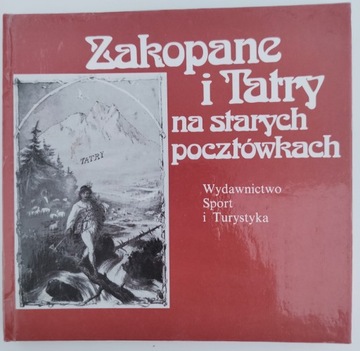 Zakopane
i Tatry
na starych
pocztówkach
Wydawnictwo
Sport
i Turystyka
TATRY